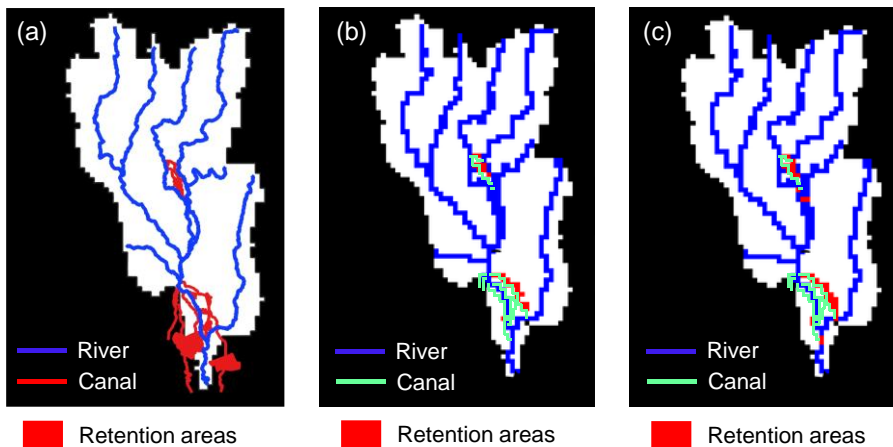 (a)
River
Canal
Retention areas
(b)
River
Canal
Retention areas
(c)
River
Canal
Retention areas